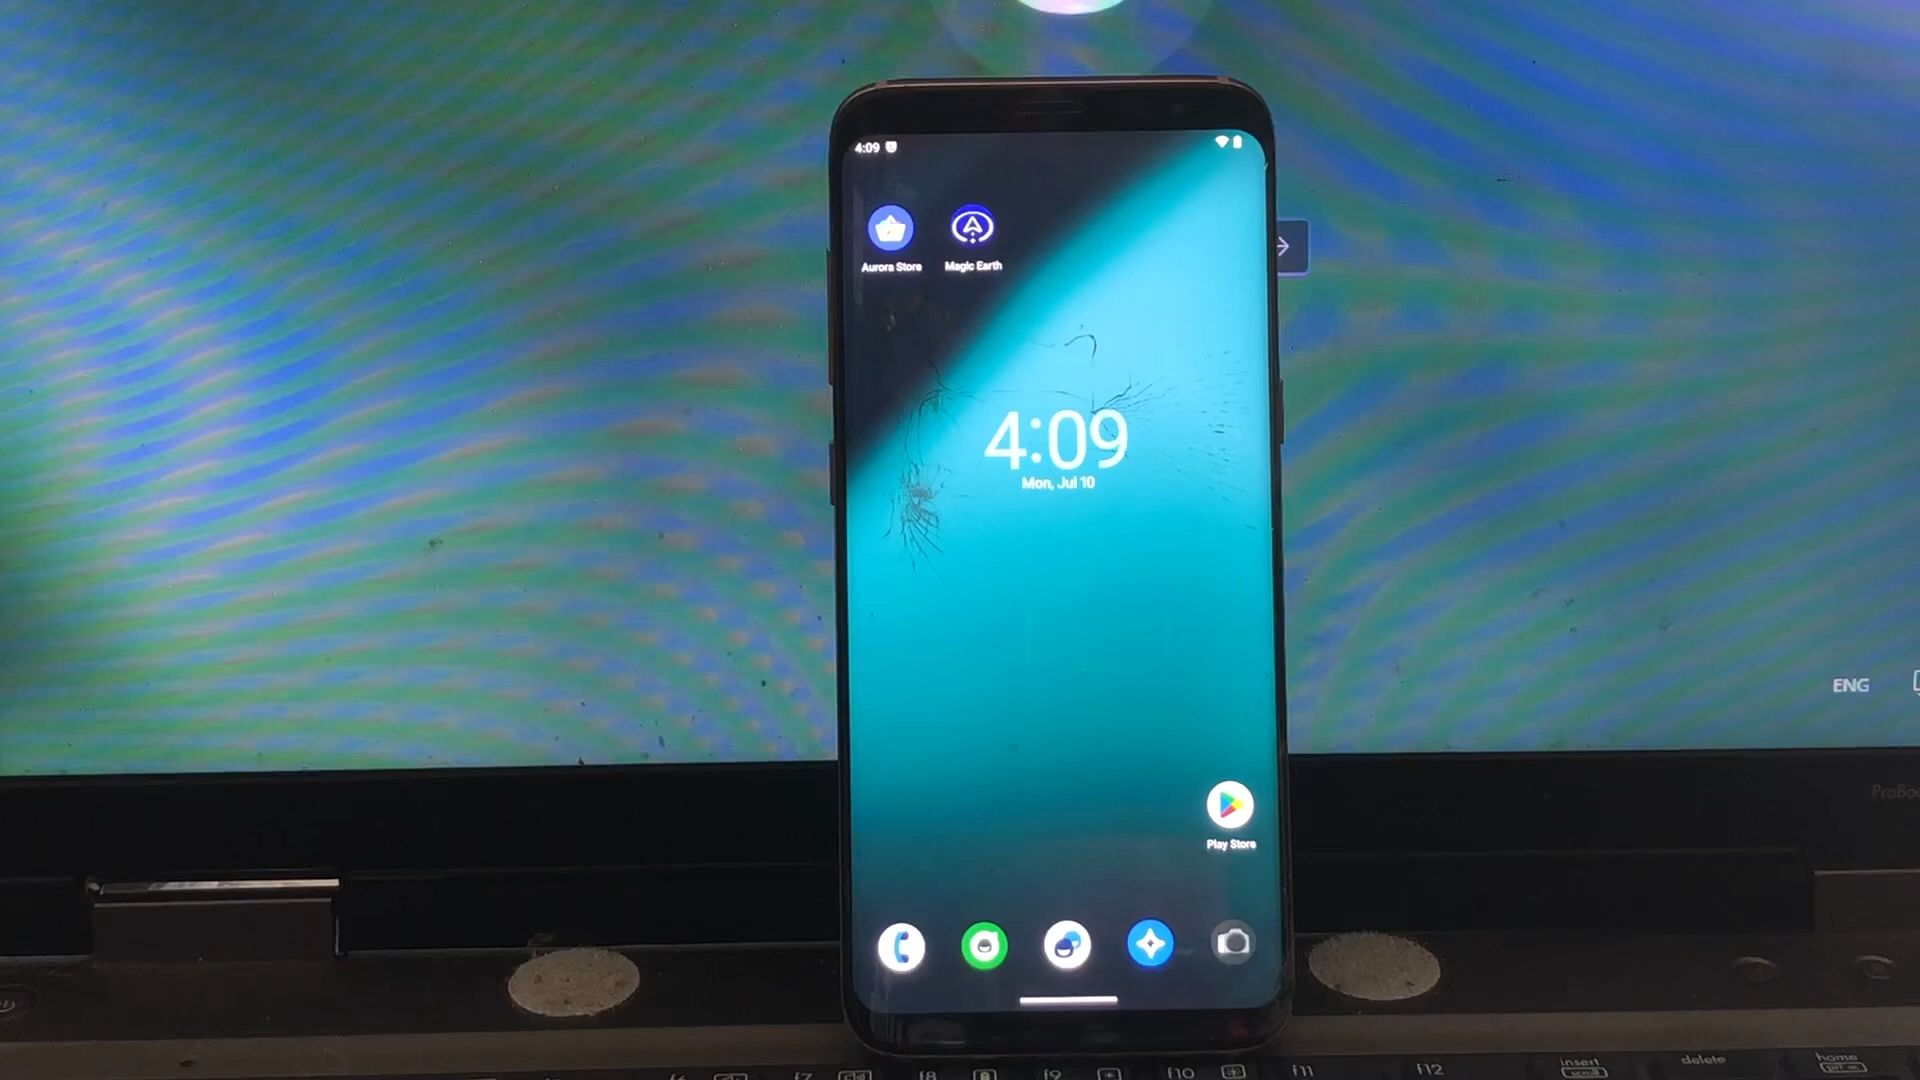 4:09
Aurora Store
Magic Earth
4:09
Mon, Jul 10
ENG
Play Store
f8
f9
f10
f11
f12
insert
delete
home